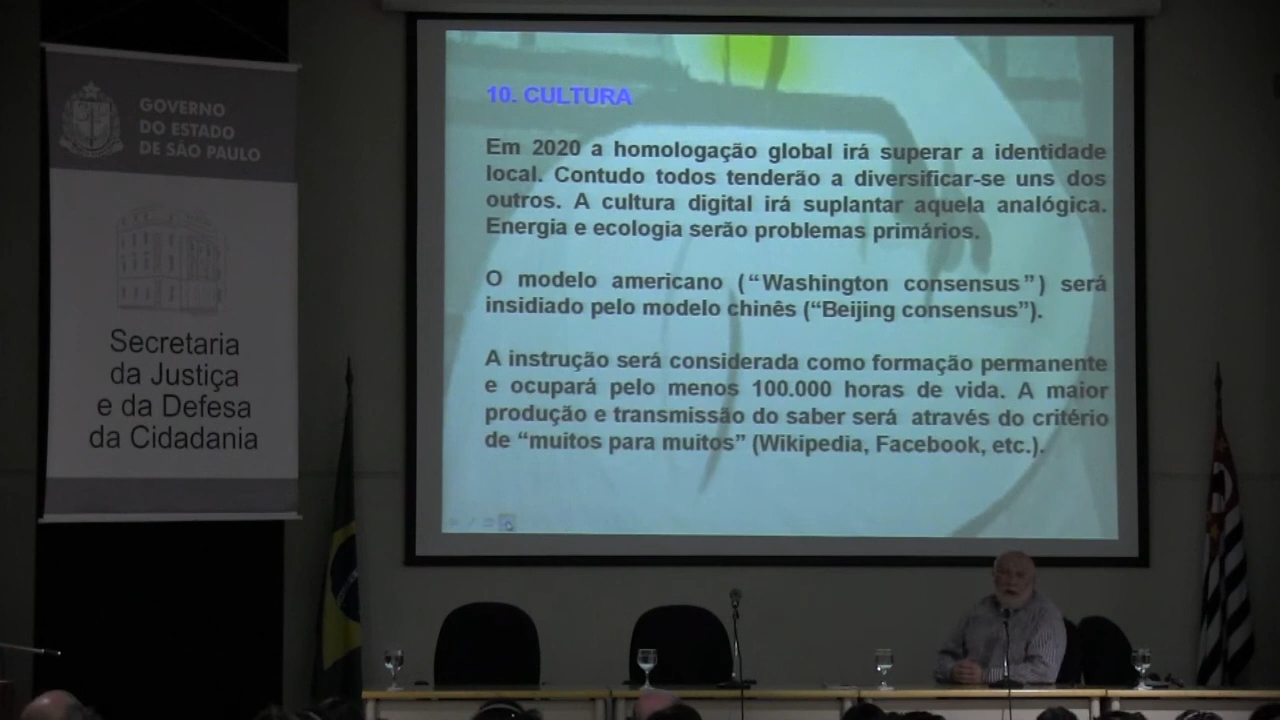 GOVERNO
DO ESTADO
DE SÃO PAULO
Secretaria
da Justiça
e da Defesa
da Cidadania
10. CULTURA
Em 2020 a homologação global irá superar a identidade
local. Contudo todos tenderão a diversificar-se uns dos
outros. A cultura digital irá suplantar aquela analógica.
Energia e ecologia serão problemas primários.
O modelo americano (“Washington consensus”) será
insidiado pelo modelo chinês (“Beijing consensus”).
A instrução será considerada como formação permanente
e ocupará pelo menos 100.000 horas de vida. A maior
produção e transmissão do saber será através do critério
de “muitos para muitos” (Wikipedia, Facebook, etc.).